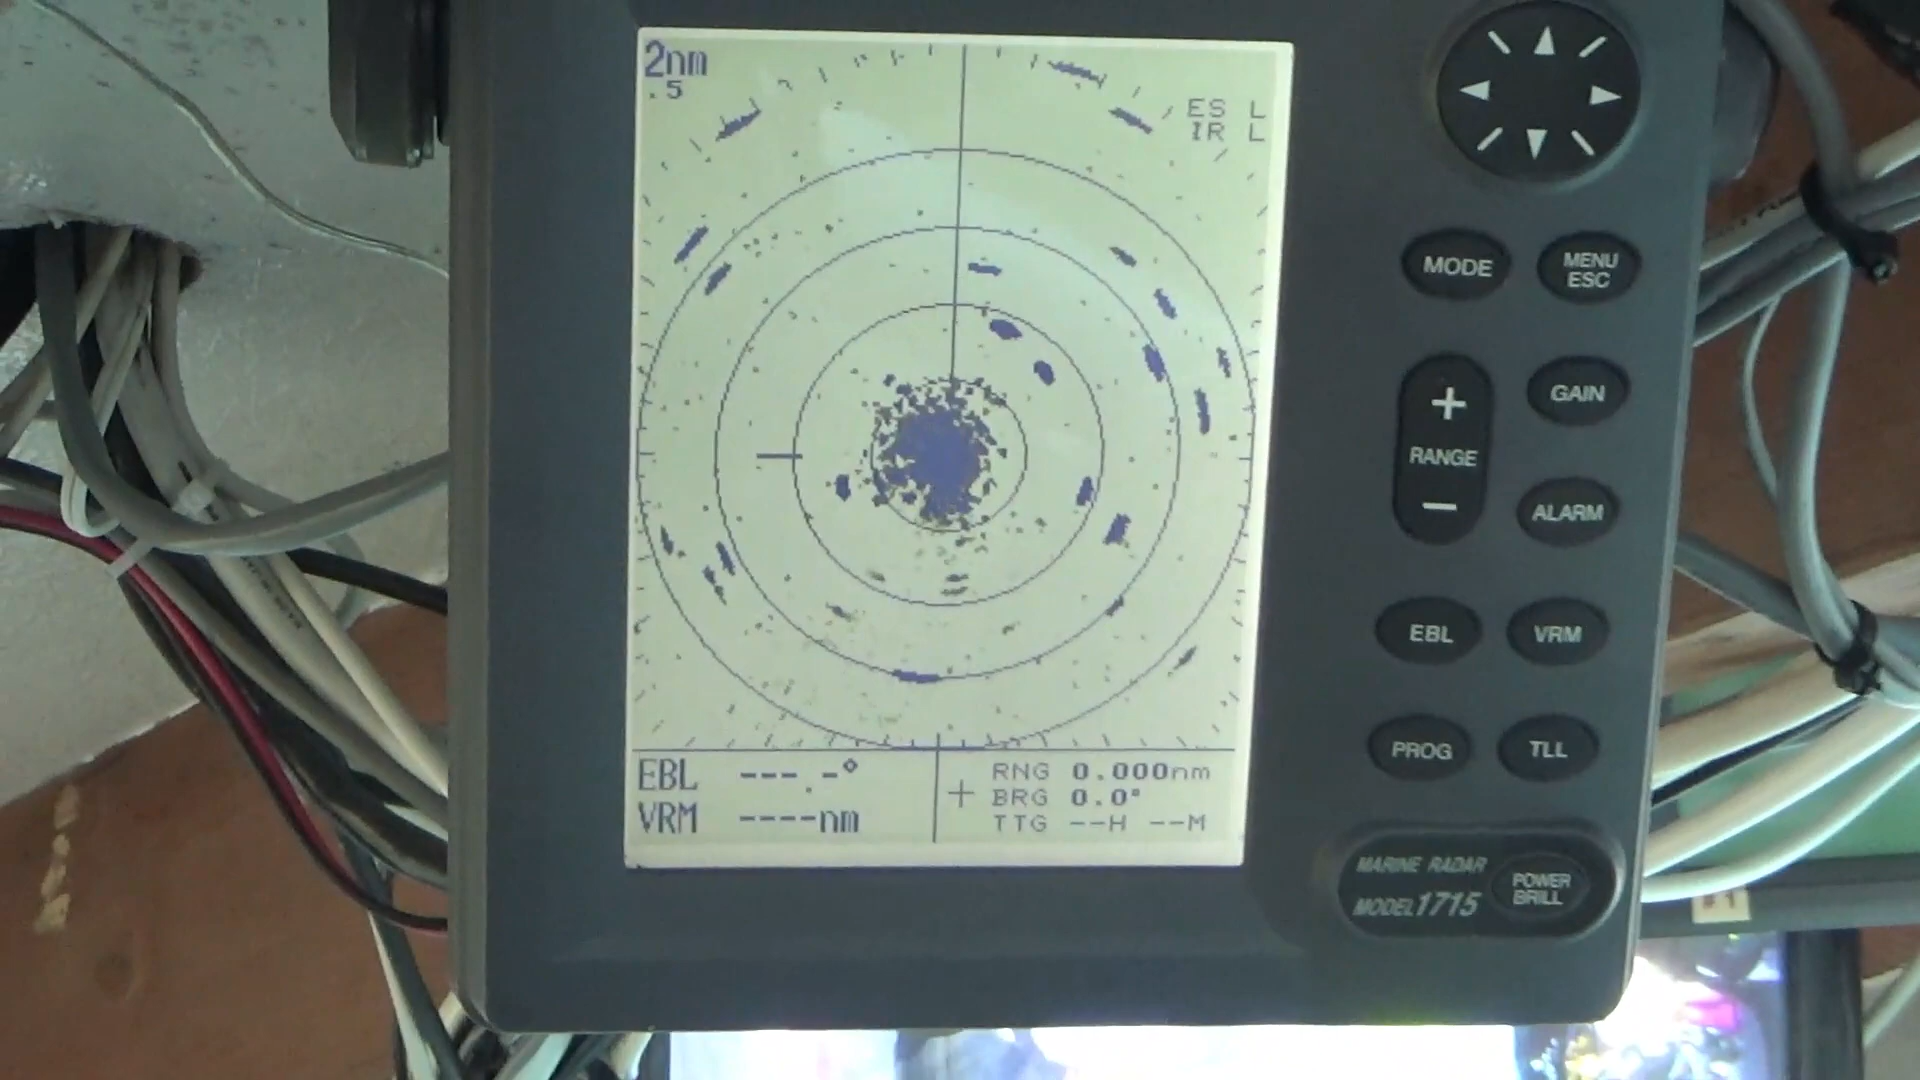 2nm
.5
ES L
IR L
EBL ---.-°
VRM ----nm
+ RNG 0.000nm
BRG 0.0°
TTG --H --M
MODE
MENU
ESC
+
RANGE
−
GAIN
ALARM
EBL
VRM
PROG
TLL
MARINE RADAR
MODEL 1715
POWER
BRILL
#1